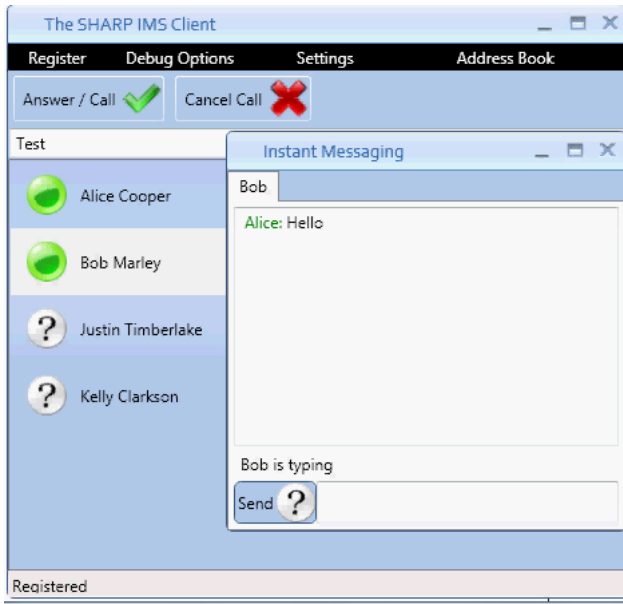 The SHARP IMS Client
Register Debug Options Settings Address Book
Answer / Call Cancel Call
Test
Instant Messaging
Bob
Alice: Hello
Alice Cooper
Bob Marley
? Justin Timberlake
? Kelly Clarkson
Bob is typing
Send ?
Registered